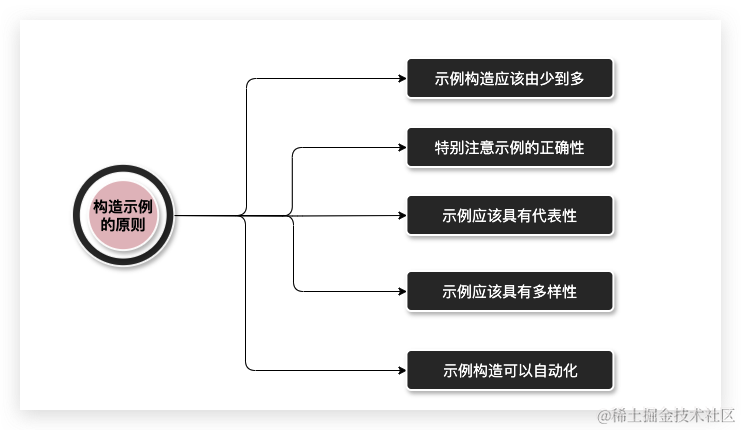 构造示例
的原则
示例构造应该由少到多
特别注意示例的正确性
示例应该具有代表性
示例应该具有多样性
示例构造可以自动化
@稀土掘金技术社区